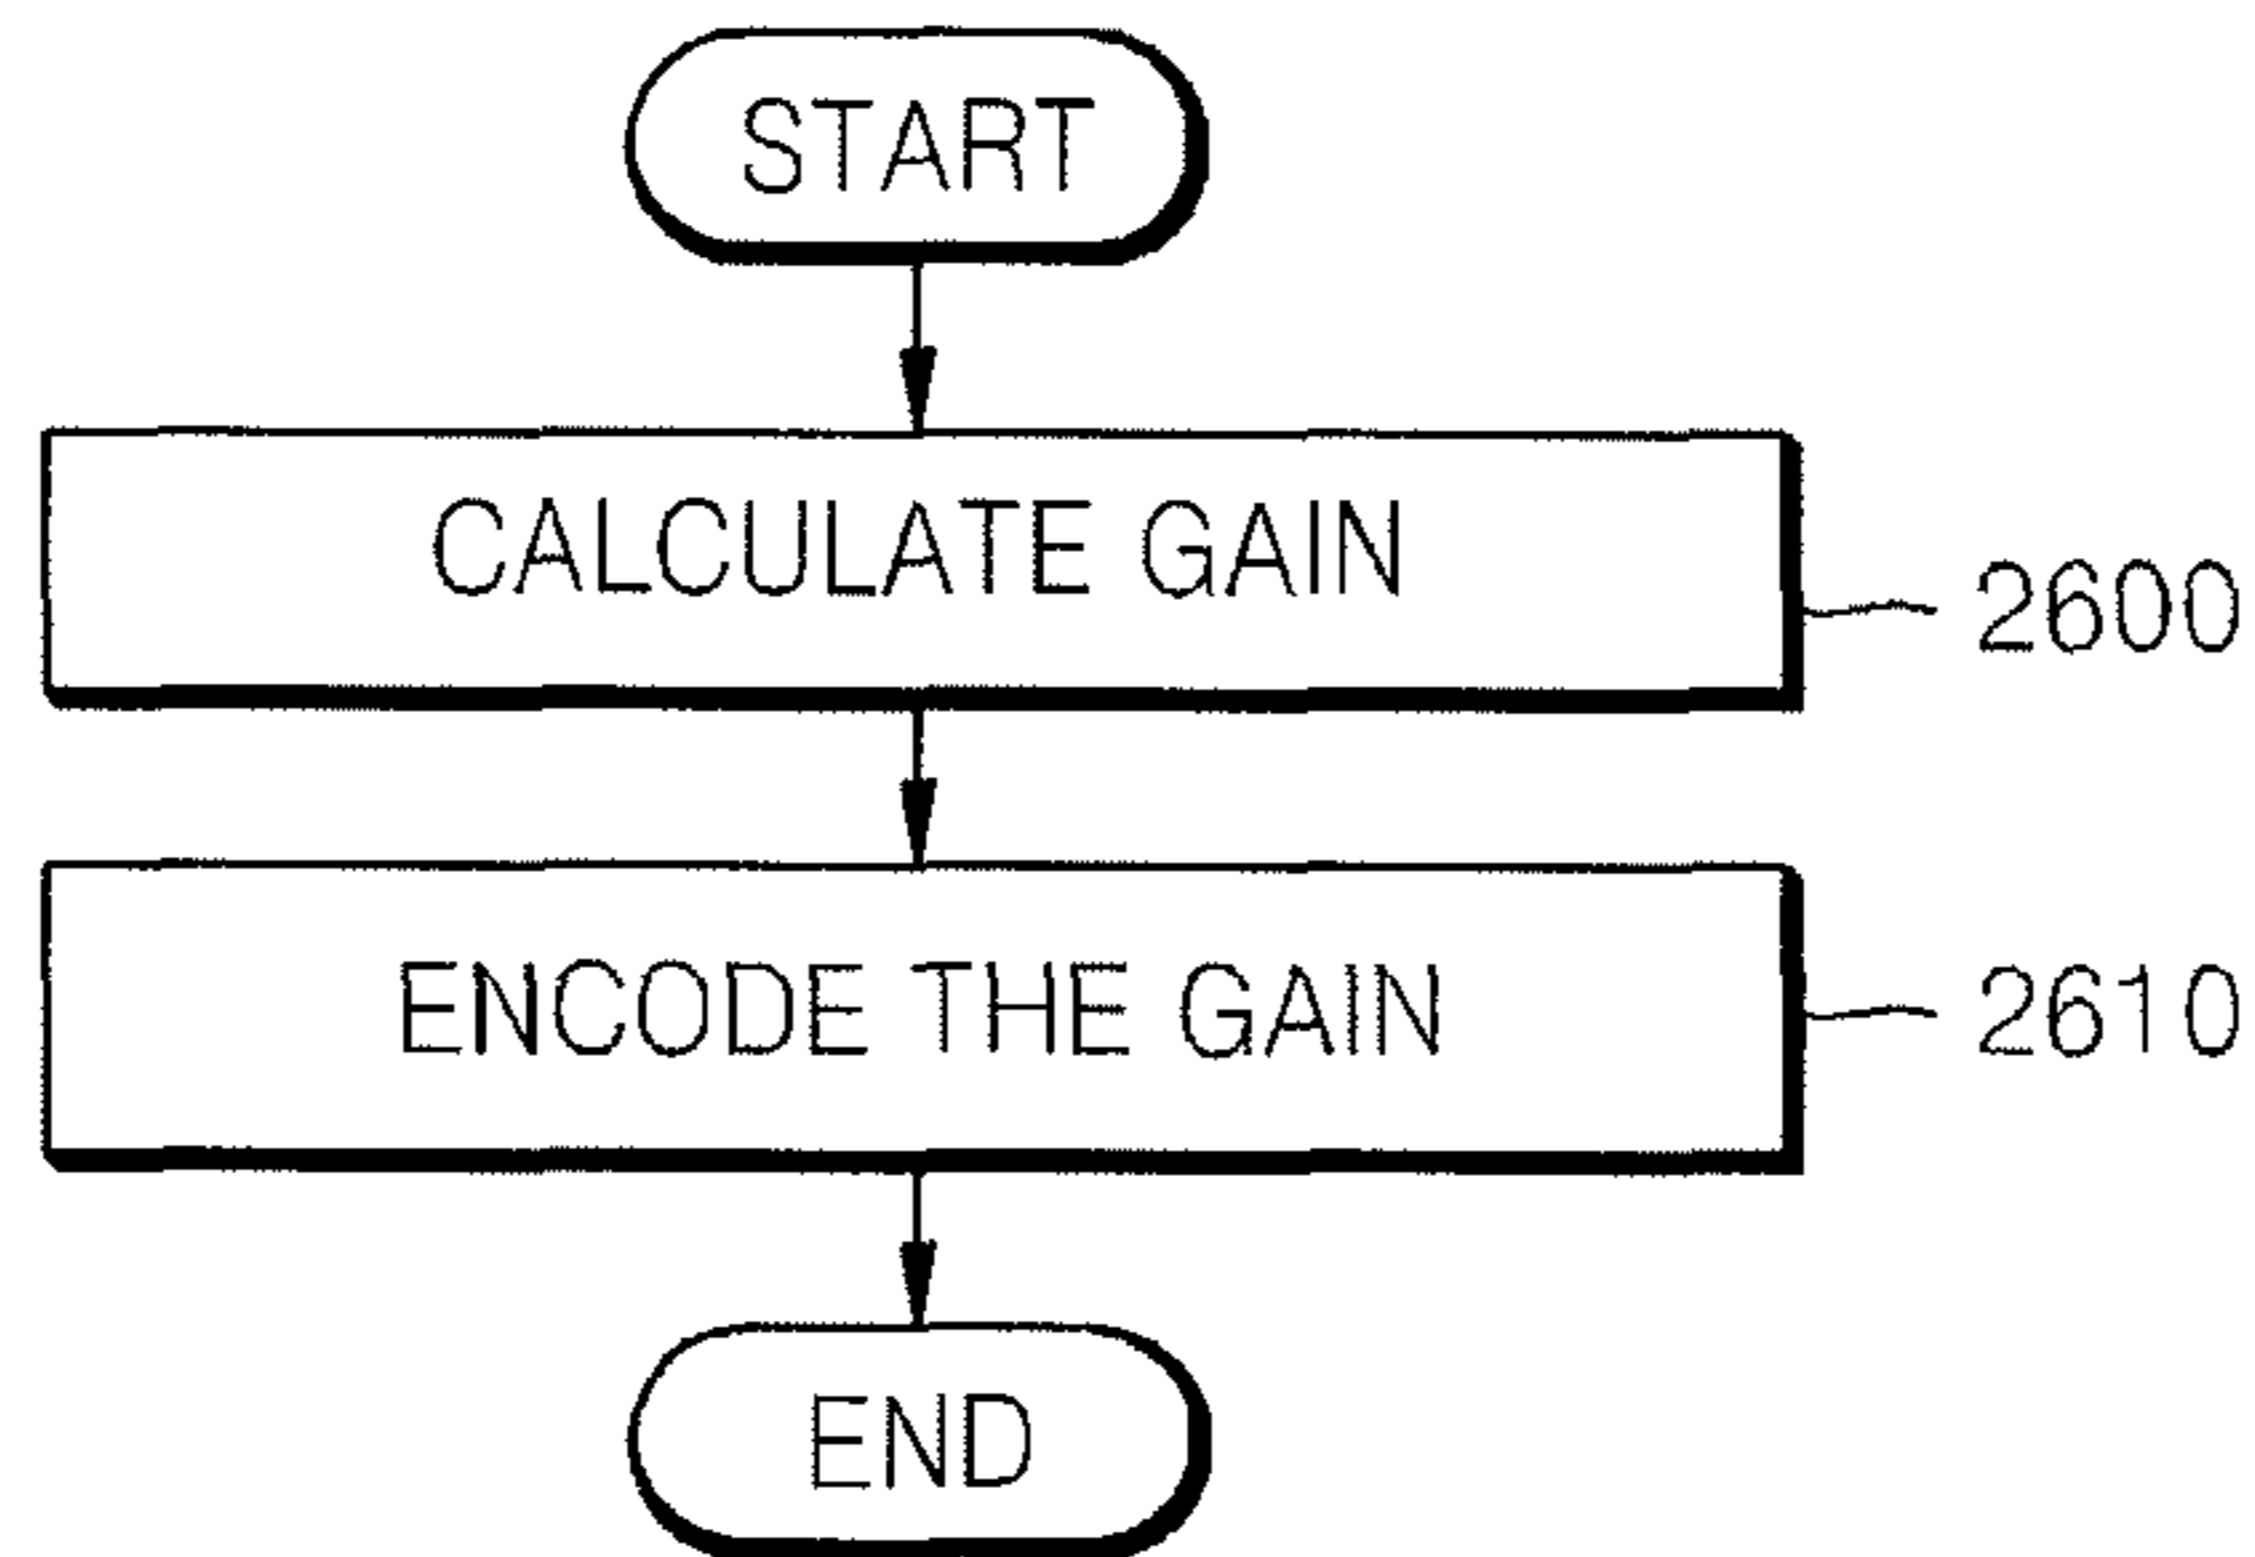 START
CALCULATE GAIN
2600
ENCODE THE GAIN
2610
END